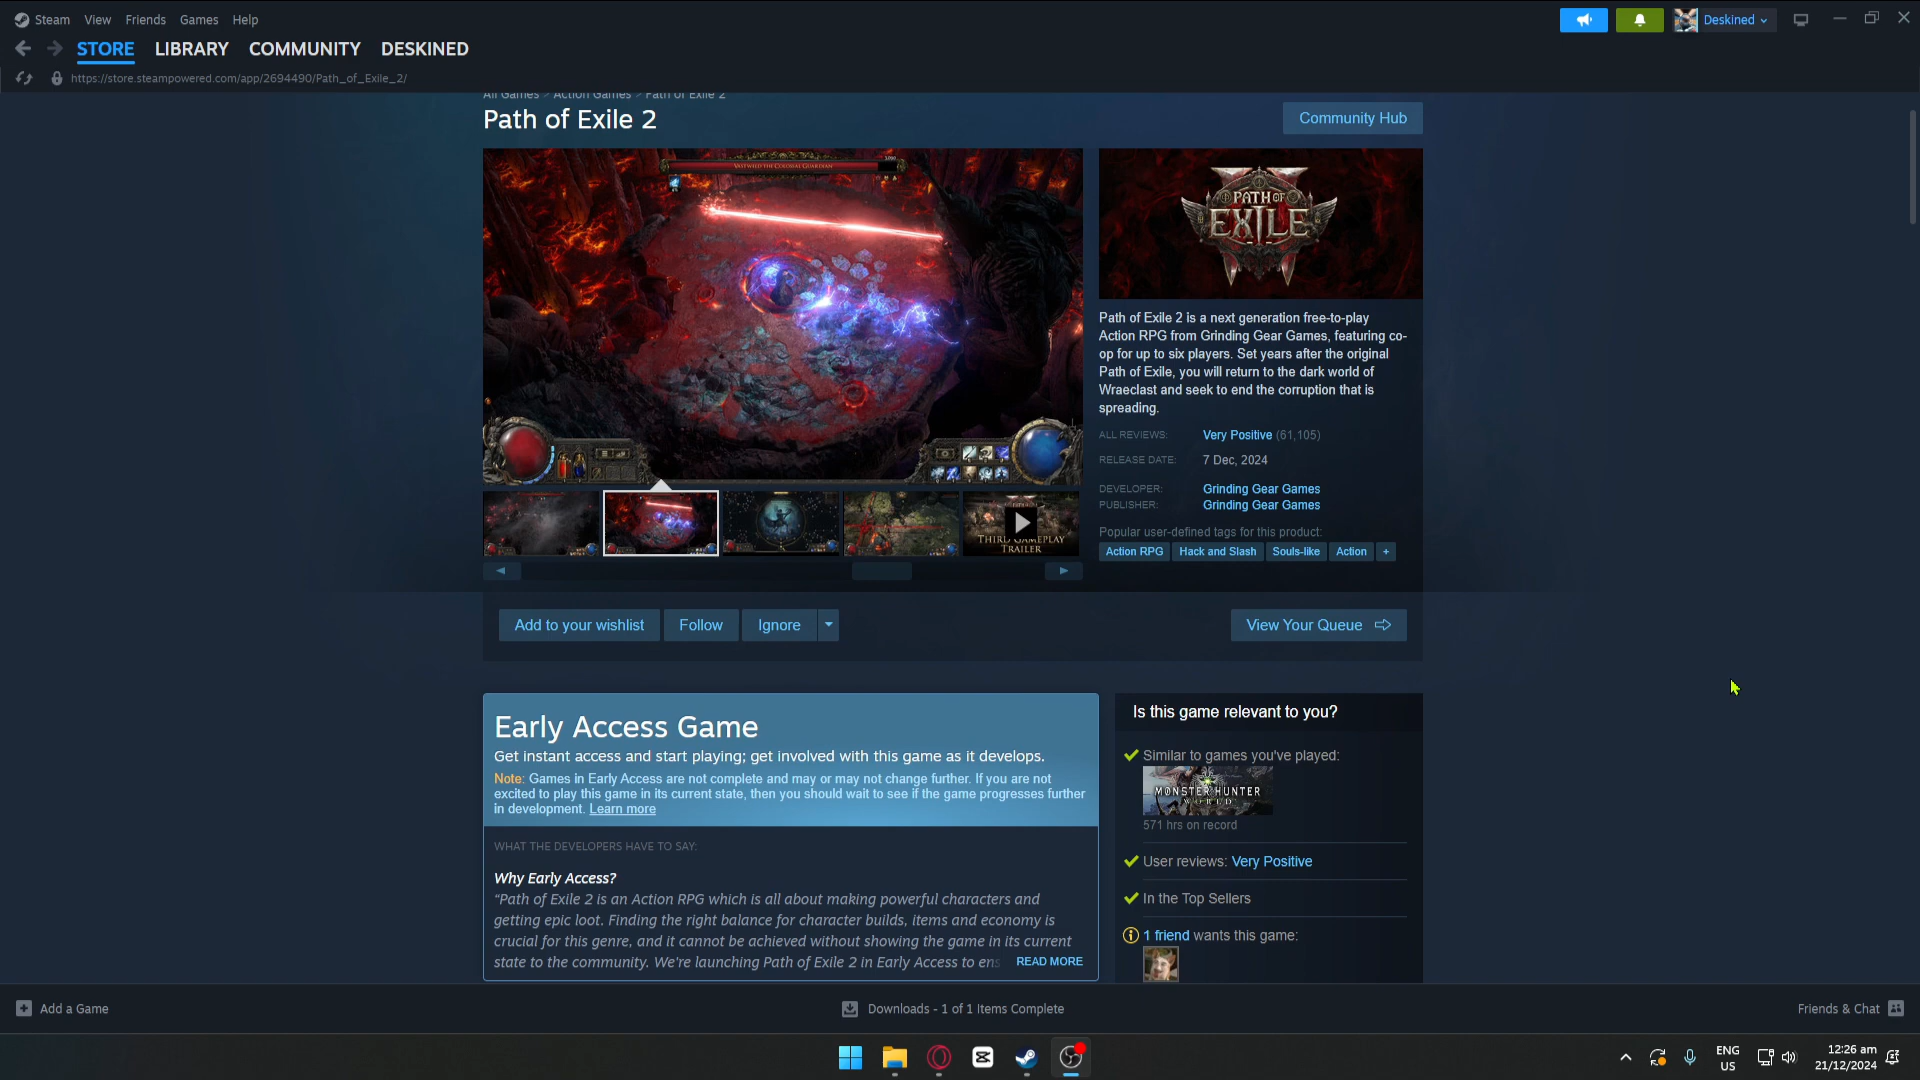 Steam View Friends Games Help
Deskined
STORE LIBRARY COMMUNITY DESKINED
https://store.steampowered.com/app/2694490/Path_of_Exile_2/
All Games > Action Games > Path of Exile 2
Path of Exile 2
Community Hub
PATH OF
EXILE
Path of Exile 2 is a next generation free-to-play
Action RPG from Grinding Gear Games, featuring co-
op for up to six players. Set years after the original
Path of Exile, you will return to the dark world of
Wraeclast and seek to end the corruption that is
spreading.
ALL REVIEWS: Very Positive (61,105)
RELEASE DATE: 7 Dec, 2024
DEVELOPER: Grinding Gear Games
PUBLISHER: Grinding Gear Games
Popular user-defined tags for this product:
Action RPG Hack and Slash Souls-like Action +
THIRD GAMEPLAY
TRAILER
Add to your wishlist Follow Ignore
View Your Queue
Early Access Game
Get instant access and start playing; get involved with this game as it develops.
Note: Games in Early Access are not complete and may or may not change further. If you are not
excited to play this game in its current state, then you should wait to see if the game progresses further
in development. Learn more
WHAT THE DEVELOPERS HAVE TO SAY:
Why Early Access?
“Path of Exile 2 is an Action RPG which is all about making powerful characters and
getting epic loot. Finding the right balance for character builds, items and economy is
crucial for this genre, and it cannot be achieved without showing the game in its current
state to the community. We're launching Path of Exile 2 in Early Access to ens READ MORE
Is this game relevant to you?
Similar to games you've played:
MONSTER HUNTER
WORLD
571 hrs on record
User reviews: Very Positive
In the Top Sellers
1 friend wants this game:
Add a Game
Downloads - 1 of 1 Items Complete
Friends & Chat
ENG
US
12:26 am
21/12/2024